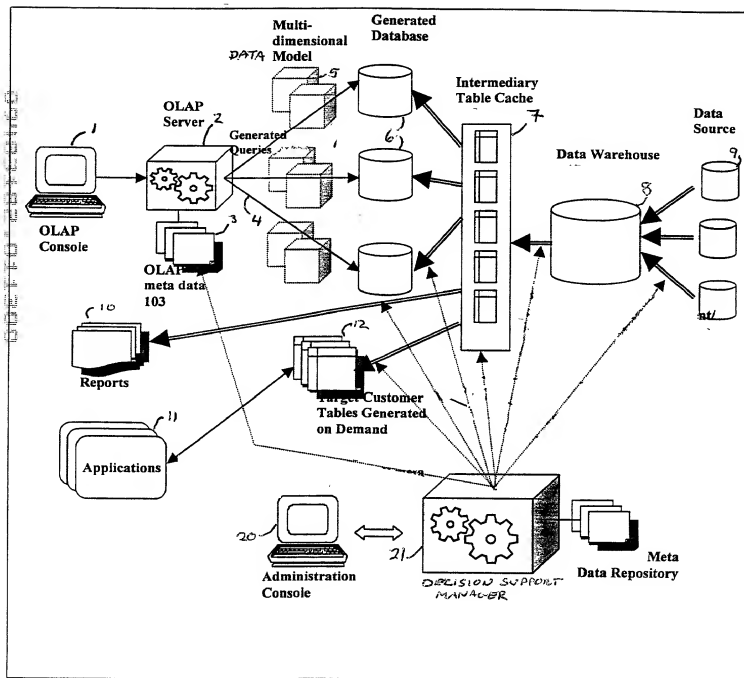 Multi-
dimensional
DATA Model
Generated
Database
5
Intermediary
Table Cache
7
1
OLAP
Server
2
Generated
Queries
6
Data
Source
9
Data Warehouse
8
4
3
OLAP
Console
OLAP
meta data
103
10
12
Reports
Target Customer
Tables Generated
on Demand
11
Applications
20
21
Administration
Console
DECISION SUPPORT
MANAGER
Meta
Data Repository